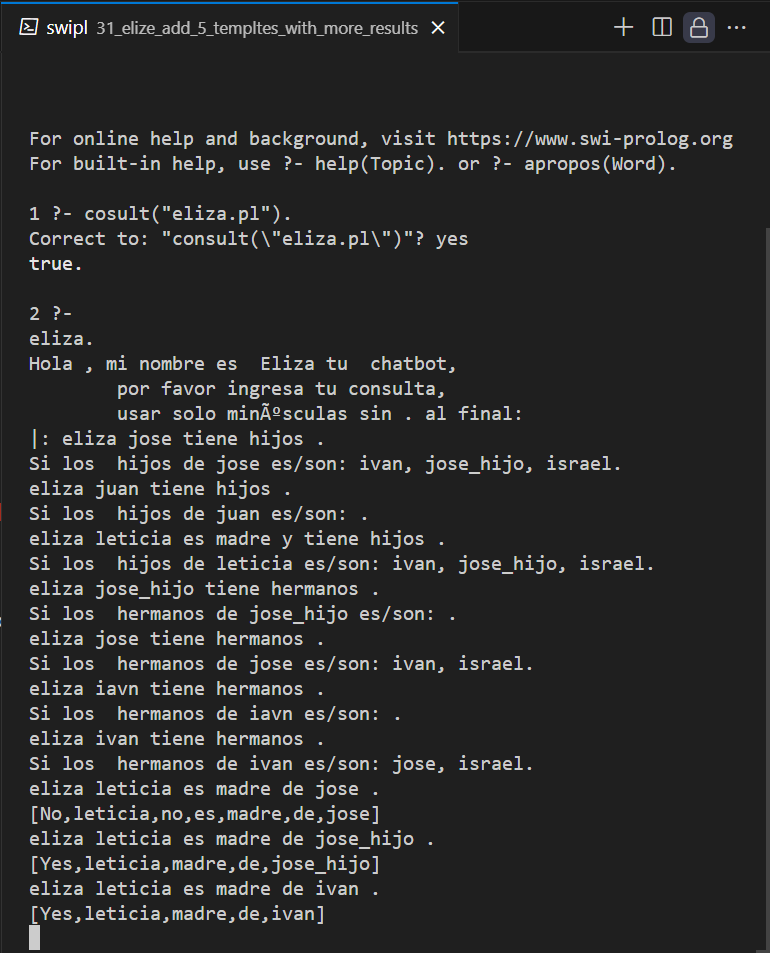 swipl 31_elize_add_5_templtes_with_more_results
For online help and background, visit https://www.swi-prolog.org
For built-in help, use ?- help(Topic). or ?- apropos(Word).
1 ?- cosult("eliza.pl").
Correct to: "consult(\"eliza.pl\")"? yes
true.
2 ?-
eliza.
Hola , mi nombre es  Eliza tu  chatbot,
        por favor ingresa tu consulta,
        usar solo minÃºsculas sin . al final:
|: eliza jose tiene hijos .
Si los  hijos de jose es/son: ivan, jose_hijo, israel.
eliza juan tiene hijos .
Si los  hijos de juan es/son: .
eliza leticia es madre y tiene hijos .
Si los  hijos de leticia es/son: ivan, jose_hijo, israel.
eliza jose_hijo tiene hermanos .
Si los  hermanos de jose_hijo es/son: .
eliza jose tiene hermanos .
Si los  hermanos de jose es/son: ivan, israel.
eliza iavn tiene hermanos .
Si los  hermanos de iavn es/son: .
eliza ivan tiene hermanos .
Si los  hermanos de ivan es/son: jose, israel.
eliza leticia es madre de jose .
[No,leticia,no,es,madre,de,jose]
eliza leticia es madre de jose_hijo .
[Yes,leticia,madre,de,jose_hijo]
eliza leticia es madre de ivan .
[Yes,leticia,madre,de,ivan]